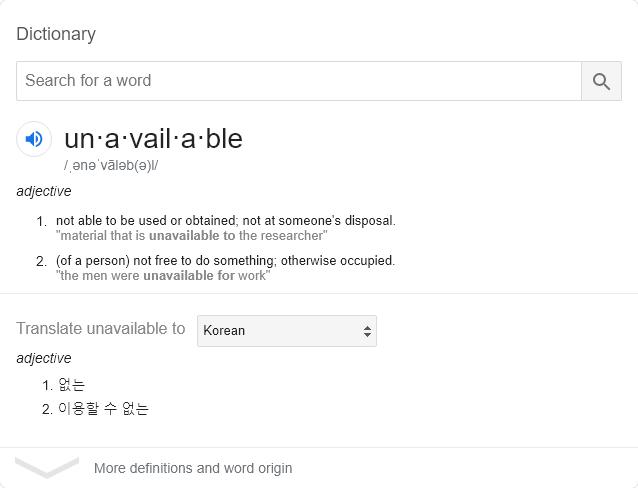 Dictionary
Search for a word
un·a·vail·a·ble
/ˌənəˈvāləb(ə)l/
adjective
1. not able to be used or obtained; not at someone's disposal.
"material that is unavailable to the researcher"
2. (of a person) not free to do something; otherwise occupied.
"the men were unavailable for work"
Translate unavailable to Korean
adjective
1. 없는
2. 이용할 수 없는
More definitions and word origin